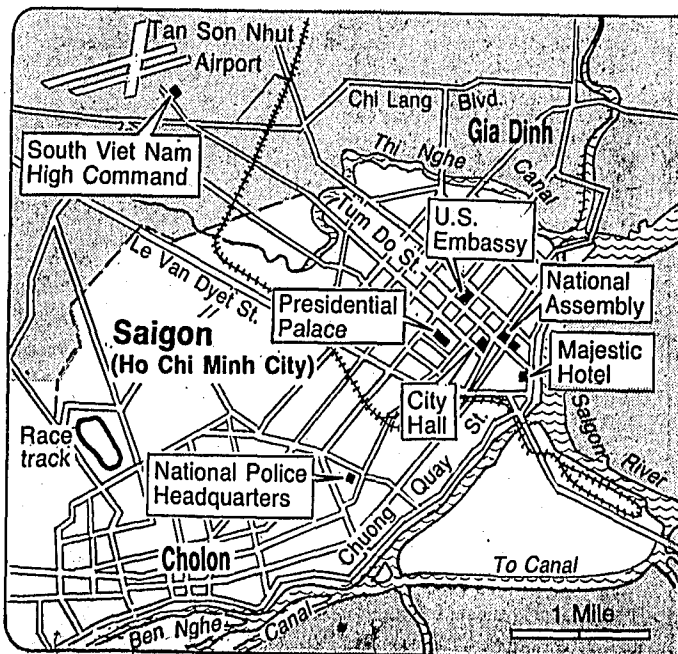 Tan Son Nhut
Airport
South Viet Nam
High Command
Chi Lang Blvd.
Gia Dinh
Thi Nghe
Canal
Tum Do St.
U.S.
Embassy
Le Van Dyet St.
National
Assembly
Presidential
Palace
Saigon
(Ho Chi Minh City)
Majestic
Hotel
City
Hall
Race
track
National Police
Headquarters
Chuong Quay St.
Saigon River
Cholon
To Canal
Ben Nghe Canal
1 Mile